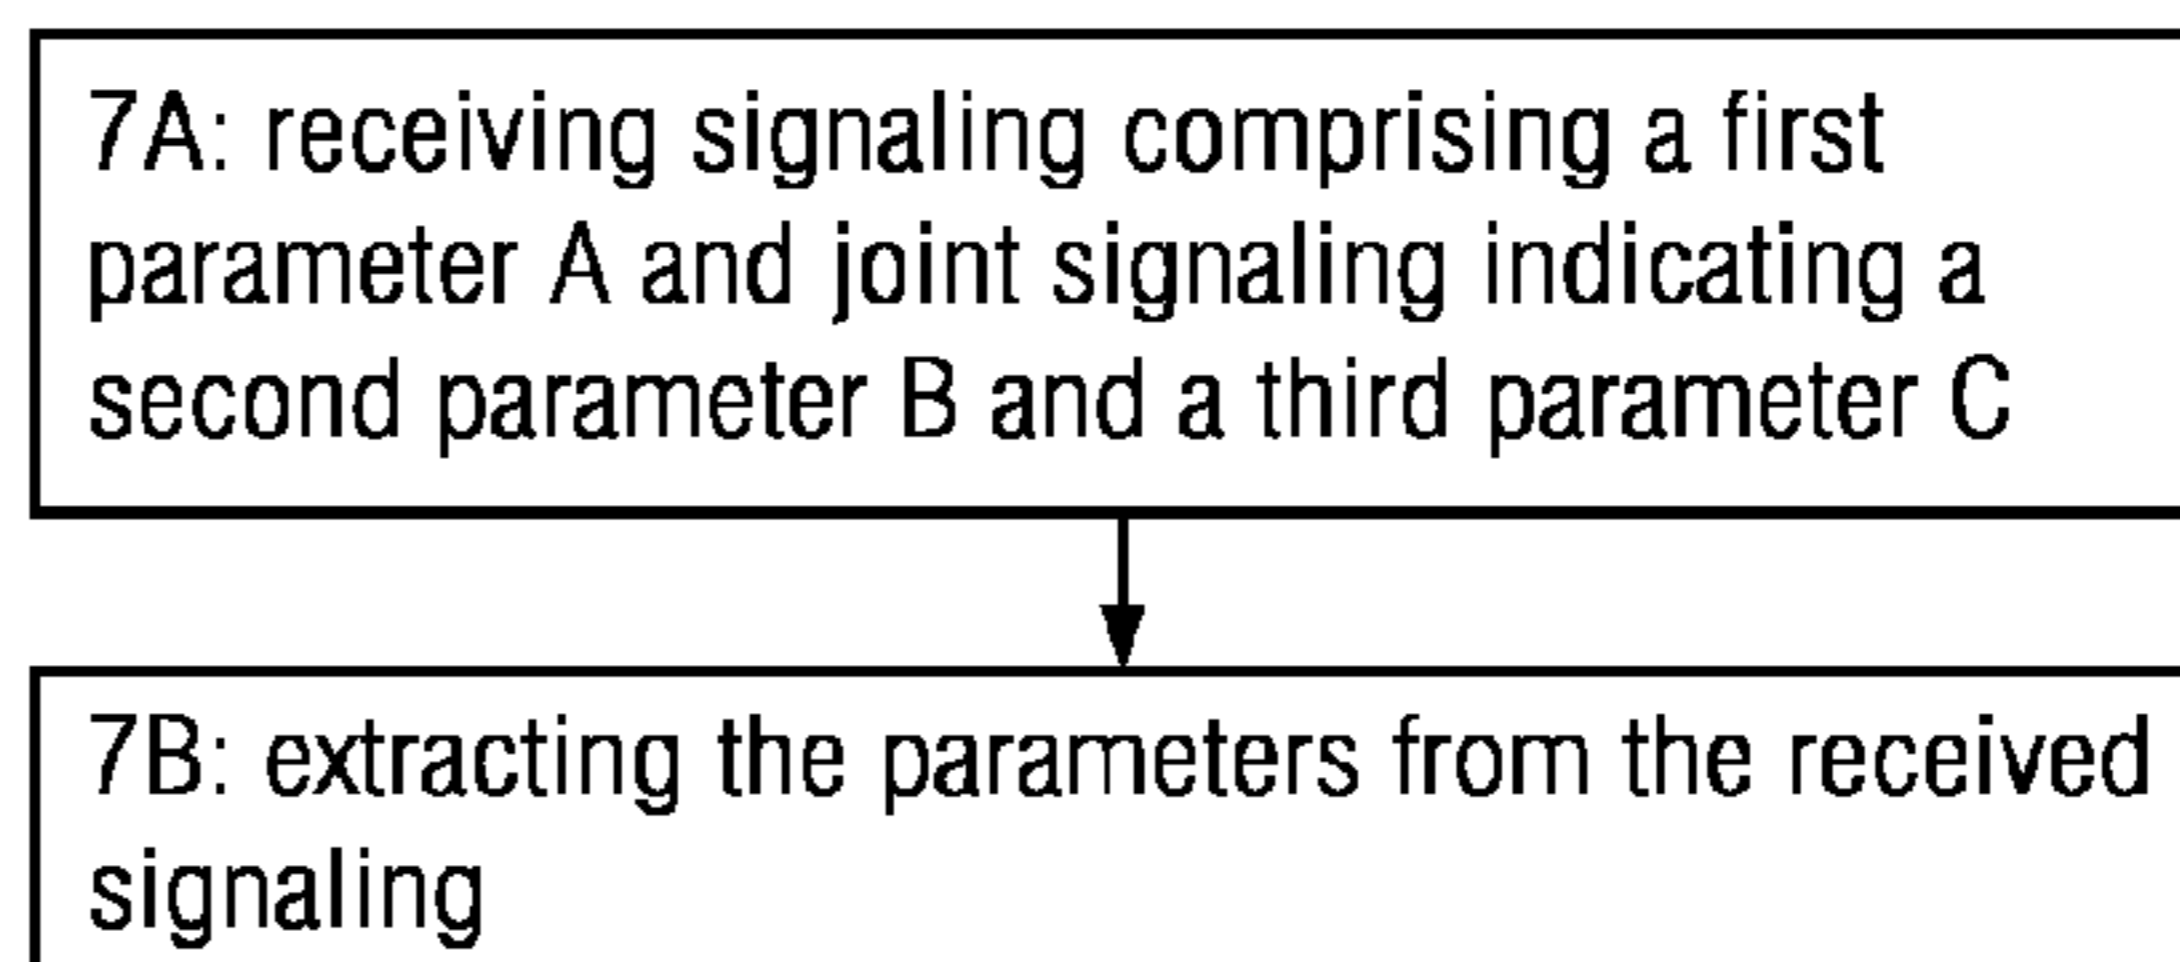 7A: receiving signaling comprising a first
parameter A and joint signaling indicating a
second parameter B and a third parameter C
7B: extracting the parameters from the received
signaling